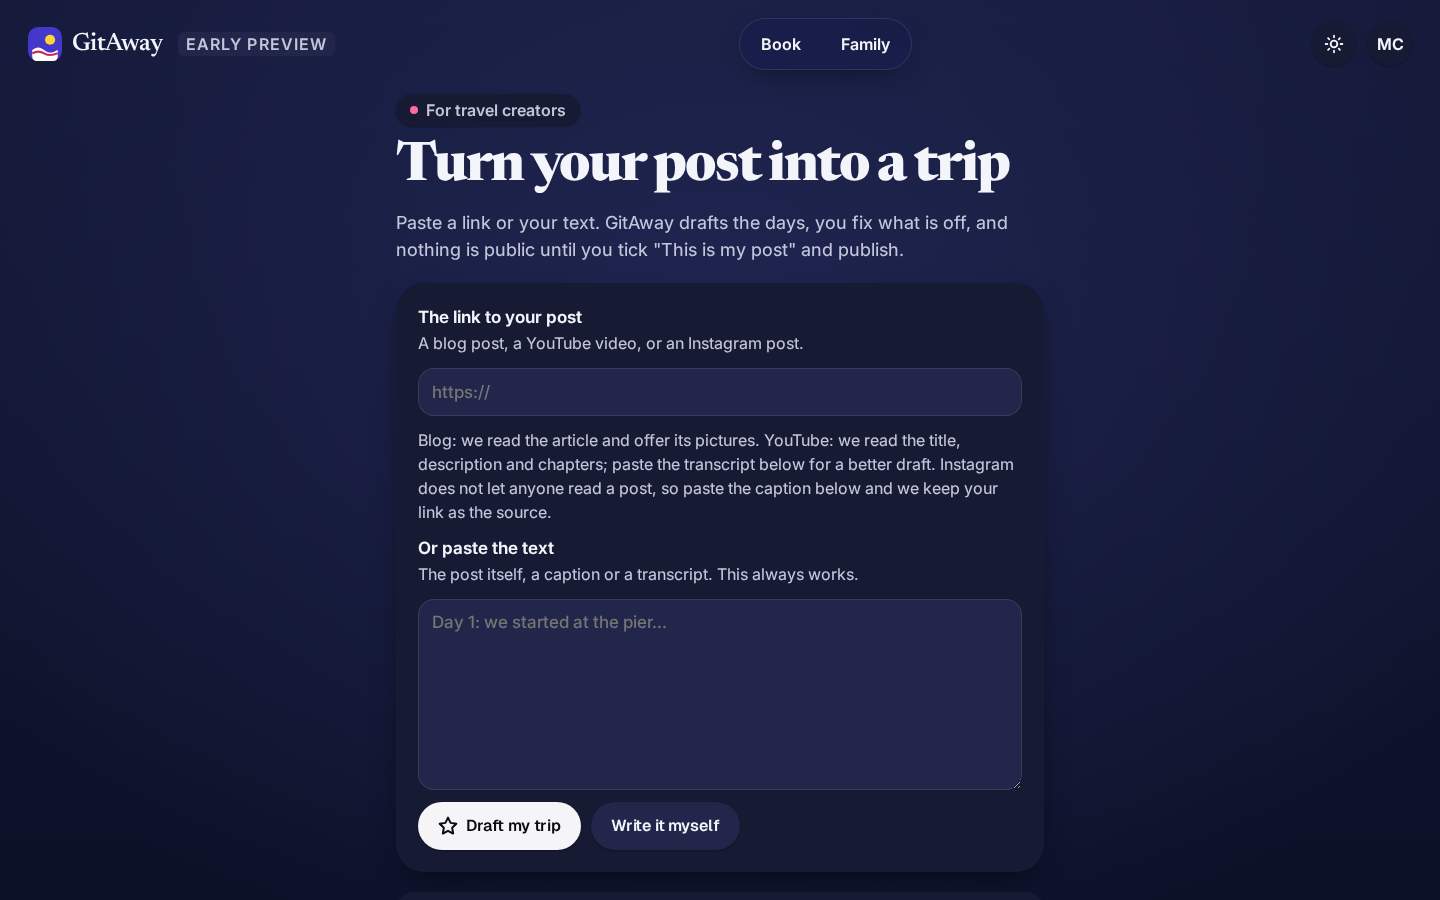 GitAway EARLY PREVIEW
Book Family
MC
For travel creators
Turn your post into a trip
Paste a link or your text. GitAway drafts the days, you fix what is off, and
nothing is public until you tick "This is my post" and publish.
The link to your post
A blog post, a YouTube video, or an Instagram post.
https://
Blog: we read the article and offer its pictures. YouTube: we read the title,
description and chapters; paste the transcript below for a better draft. Instagram
does not let anyone read a post, so paste the caption below and we keep your
link as the source.
Or paste the text
The post itself, a caption or a transcript. This always works.
Day 1: we started at the pier...
Draft my trip Write it myself